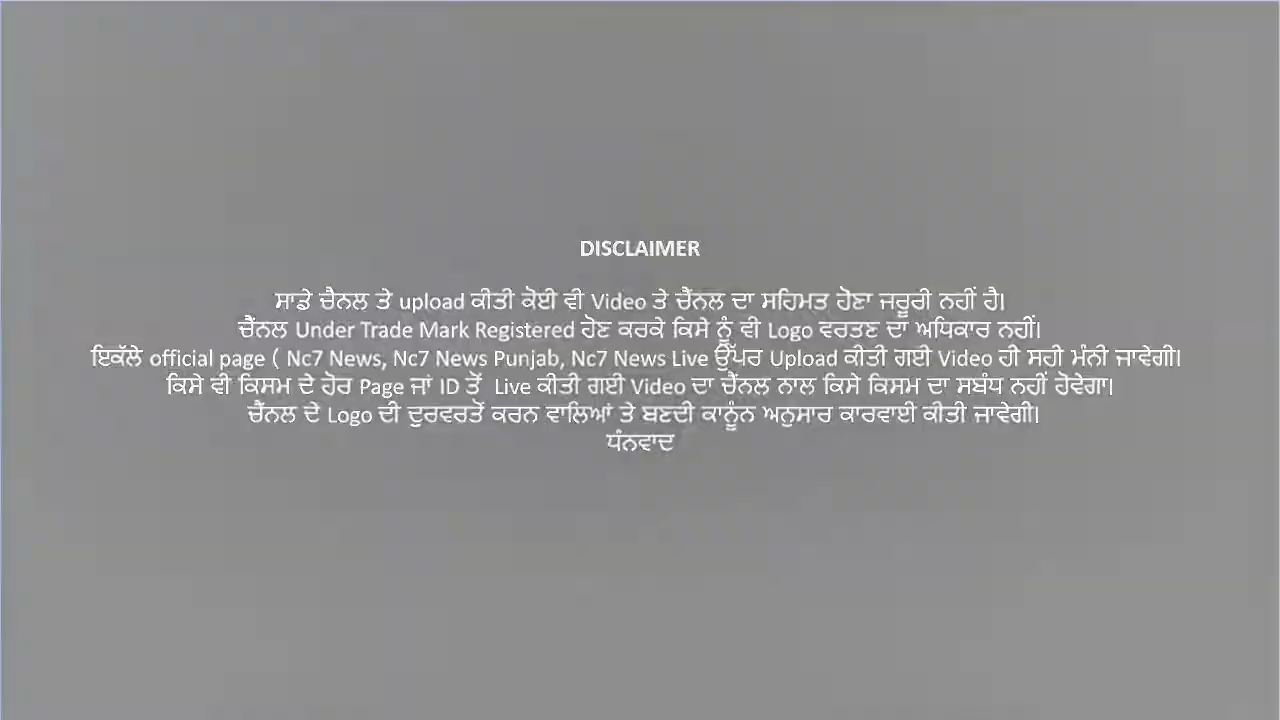 DISCLAIMER
ਸਾਡੇ ਚੈਨਲ ਤੇ upload ਕੀਤੀ ਕੋਈ ਵੀ Video ਤੇ ਚੈਂਨਲ ਦਾ ਸਹਿਮਤ ਹੋਣਾ ਜਰੂਰੀ ਨਹੀਂ ਹੈ।
ਚੈਂਨਲ Under Trade Mark Registered ਹੋਣ ਕਰਕੇ ਕਿਸੇ ਨੂੰ ਵੀ Logo ਵਰਤਣ ਦਾ ਅਧਿਕਾਰ ਨਹੀਂ।
ਇਕੱਲੇ official page ( Nc7 News, Nc7 News Punjab, Nc7 News Live ਉੱਪਰ Upload ਕੀਤੀ ਗਈ Video ਹੀ ਸਹੀ ਮੰਨੀ ਜਾਵੇਗੀ।
ਕਿਸੇ ਵੀ ਕਿਸਮ ਦੇ ਹੋਰ Page ਜਾਂ ID ਤੋਂ Live ਕੀਤੀ ਗਈ Video ਦਾ ਚੈਂਨਲ ਨਾਲ ਕਿਸੇ ਕਿਸਮ ਦਾ ਸਬੰਧ ਨਹੀਂ ਹੋਵੇਗਾ।
ਚੈਂਨਲ ਦੇ Logo ਦੀ ਦੁਰਵਰਤੋਂ ਕਰਨ ਵਾਲਿਆਂ ਤੇ ਬਣਦੀ ਕਾਨੂੰਨ ਅਨੁਸਾਰ ਕਾਰਵਾਈ ਕੀਤੀ ਜਾਵੇਗੀ।
ਧੰਨਵਾਦ